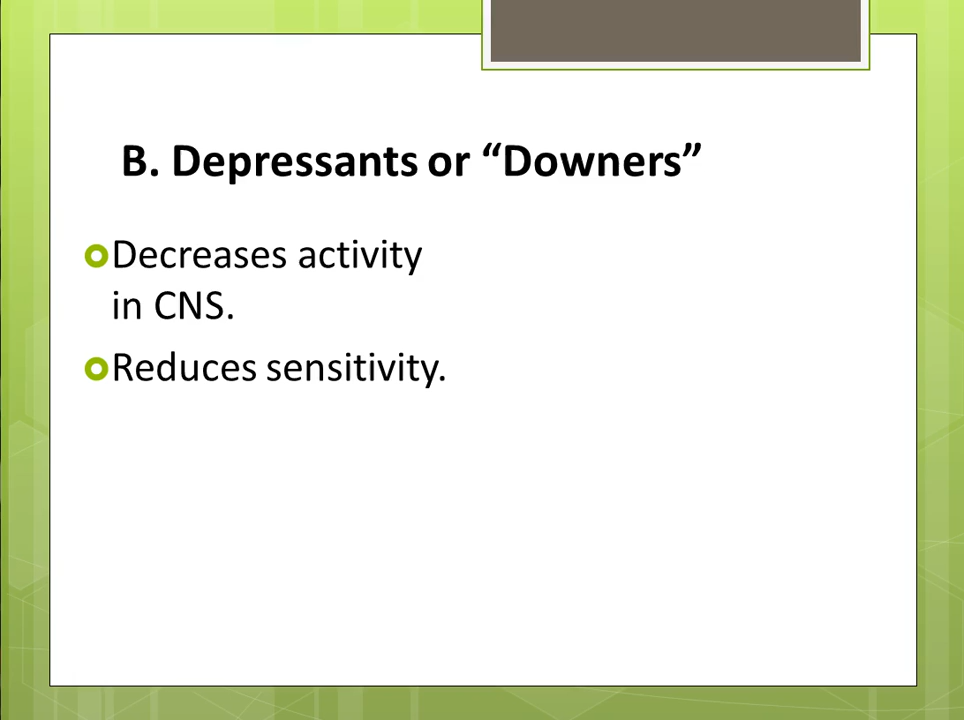 B. Depressants or “Downers”
Decreases activity
in CNS.
Reduces sensitivity.